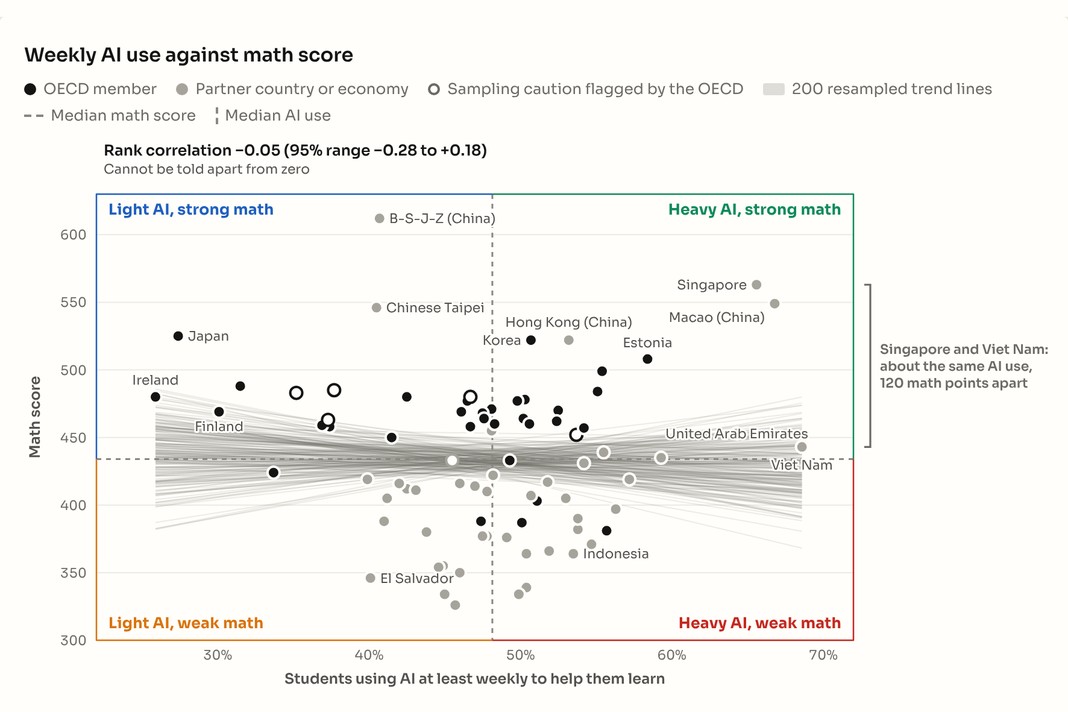 Weekly AI use against math score
OECD member
Partner country or economy
Sampling caution flagged by the OECD
200 resampled trend lines
Median math score
Median AI use
Rank correlation −0.05 (95% range −0.28 to +0.18)
Cannot be told apart from zero
Light AI, strong math
Heavy AI, strong math
B-S-J-Z (China)
600
Singapore
550
Chinese Taipei
Macao (China)
Hong Kong (China)
Japan
Korea
Estonia
Singapore and Viet Nam:
about the same AI use,
120 math points apart
500
Ireland
Finland
450
United Arab Emirates
Viet Nam
400
Indonesia
350
El Salvador
Light AI, weak math
Heavy AI, weak math
300
Math score
30%
40%
50%
60%
70%
Students using AI at least weekly to help them learn